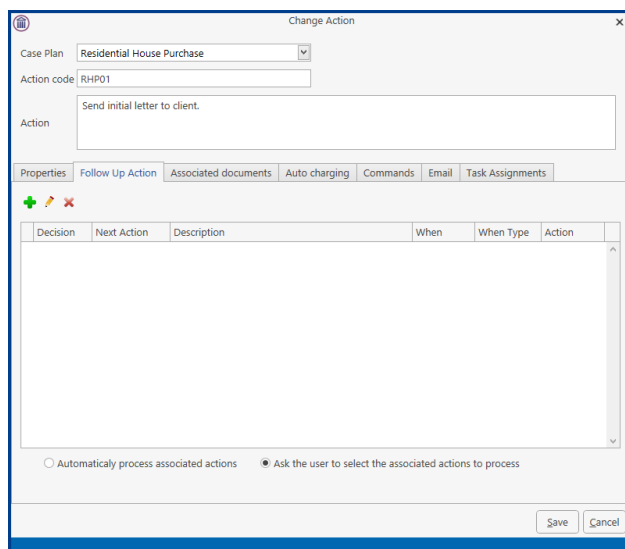 Change Action
Case Plan Residential House Purchase
Action code RHP01
Send initial letter to client.
Action
Properties Follow Up Action Associated documents Auto charging Commands Email Task Assignments
Decision Next Action Description When When Type Action
Automaticaly process associated actions Ask the user to select the associated actions to process
Save Cancel